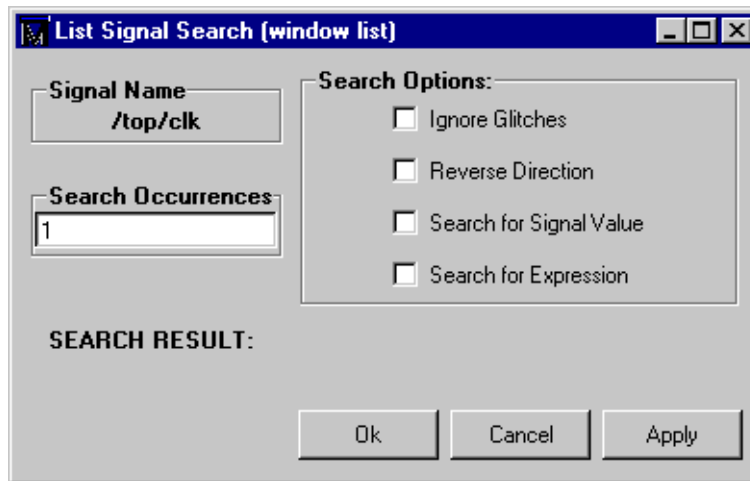 List Signal Search (window list)
Signal Name
/top/clk
Search Occurrences
1
Search Options:
Ignore Glitches
Reverse Direction
Search for Signal Value
Search for Expression
SEARCH RESULT:
Ok
Cancel
Apply